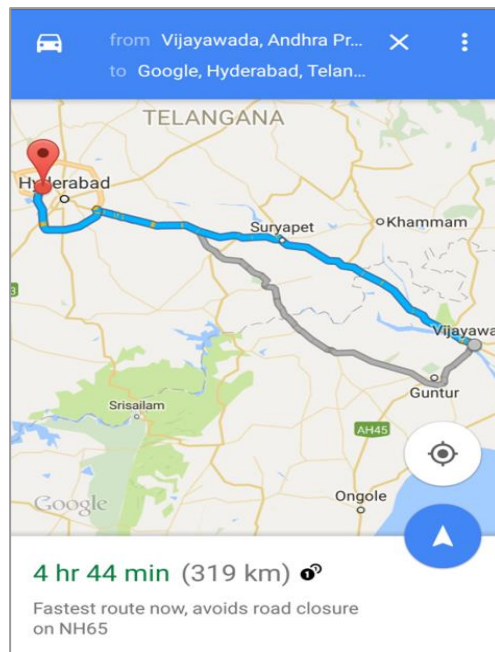 from Vijayawada, Andhra Pr...
to Google, Hyderabad, Telan...
TELANGANA
Hyderabad
Suryapet
Khammam
3
Vijayawa
Guntur
Srisailam
AH45
Google
Ongole
4 hr 44 min (319 km)
Fastest route now, avoids road closure
on NH65